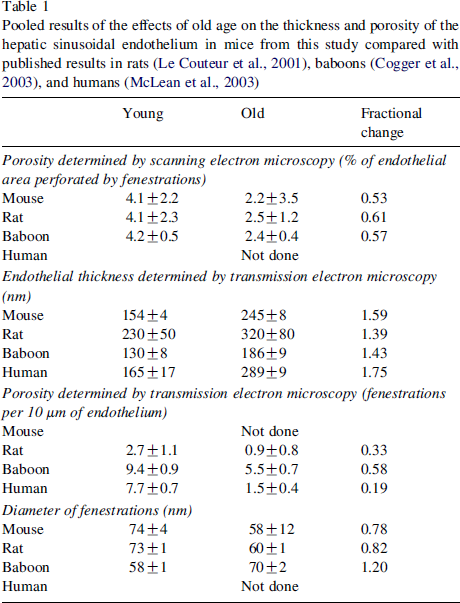 Table 1
Pooled results of the effects of old age on the thickness and porosity of the
hepatic sinusoidal endothelium in mice from this study compared with
published results in rats (Le Couteur et al., 2001), baboons (Cogger et al.,
2003), and humans (McLean et al., 2003)
Young Old Fractional
change
Porosity determined by scanning electron microscopy (% of endothelial
area perforated by fenestrations)
Mouse 4.1±2.2 2.2±3.5 0.53
Rat 4.1±2.3 2.5±1.2 0.61
Baboon 4.2±0.5 2.4±0.4 0.57
Human Not done
Endothelial thickness determined by transmission electron microscopy
(nm)
Mouse 154±4 245±8 1.59
Rat 230±50 320±80 1.39
Baboon 130±8 186±9 1.43
Human 165±17 289±9 1.75
Porosity determined by transmission electron microscopy (fenestrations
per 10 μm of endothelium)
Mouse Not done
Rat 2.7±1.1 0.9±0.8 0.33
Baboon 9.4±0.9 5.5±0.7 0.58
Human 7.7±0.7 1.5±0.4 0.19
Diameter of fenestrations (nm)
Mouse 74±4 58±12 0.78
Rat 73±1 60±1 0.82
Baboon 58±1 70±2 1.20
Human Not done